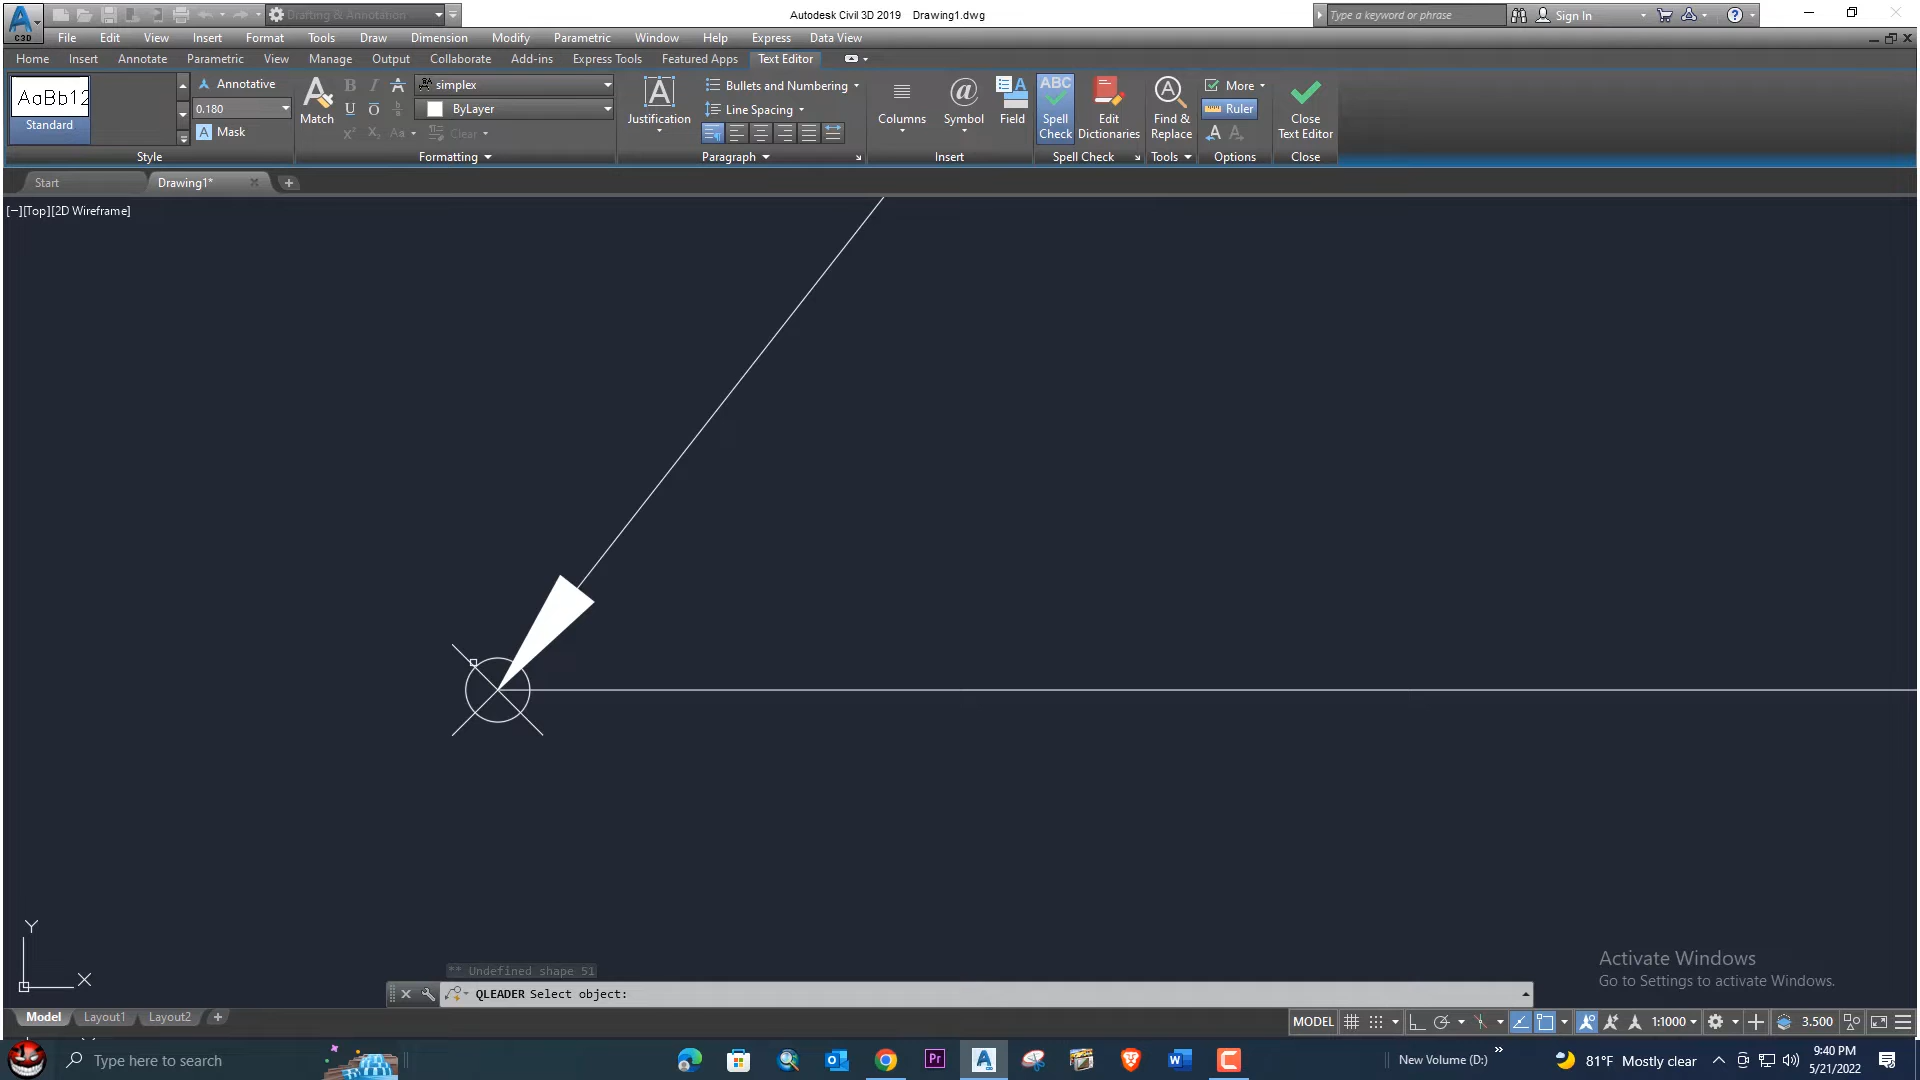 Drafting & Annotation
Autodesk Civil 3D 2019 Drawing1.dwg
Type a keyword or phrase
Sign In
C3D
File Edit View Insert Format Tools Draw Dimension Modify Parametric Window Help Express Data View
Home Insert Annotate Parametric View Manage Output Collaborate Add-ins Express Tools Featured Apps Text Editor
AaBb12
Standard
Annotative
0.180
Mask
Style
Match
simplex
ByLayer
Clear
Formatting
Justification
Bullets and Numbering
Line Spacing
Paragraph
Columns
Symbol
Field
Insert
Spell Check
Edit Dictionaries
Spell Check
Find & Replace
Tools
More
Ruler
Options
Close Text Editor
Close
Start Drawing1*
[−][Top][2D Wireframe]
Y
X
** Undefined shape 51
QLEADER Select object:
Activate Windows
Go to Settings to activate Windows.
Model Layout1 Layout2
MODEL 1:1000 3.500
Type here to search
New Volume (D:)
81°F Mostly clear
9:40 PM
5/21/2022